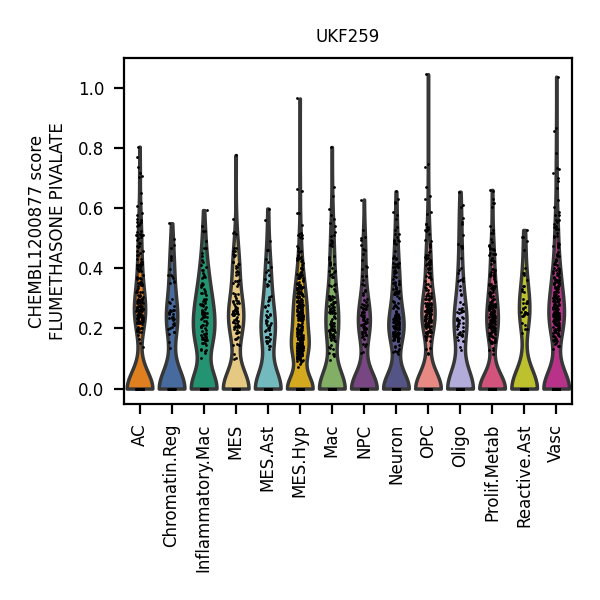 UKF259
CHEMBL1200877 score
FLUMETHASONE PIVALATE
1.0
0.8
0.6
0.4
0.2
0.0
AC
Chromatin.Reg
Inflammatory.Mac
MES
MES.Ast
MES.Hyp
Mac
NPC
Neuron
OPC
Oligo
Prolif.Metab
Reactive.Ast
Vasc